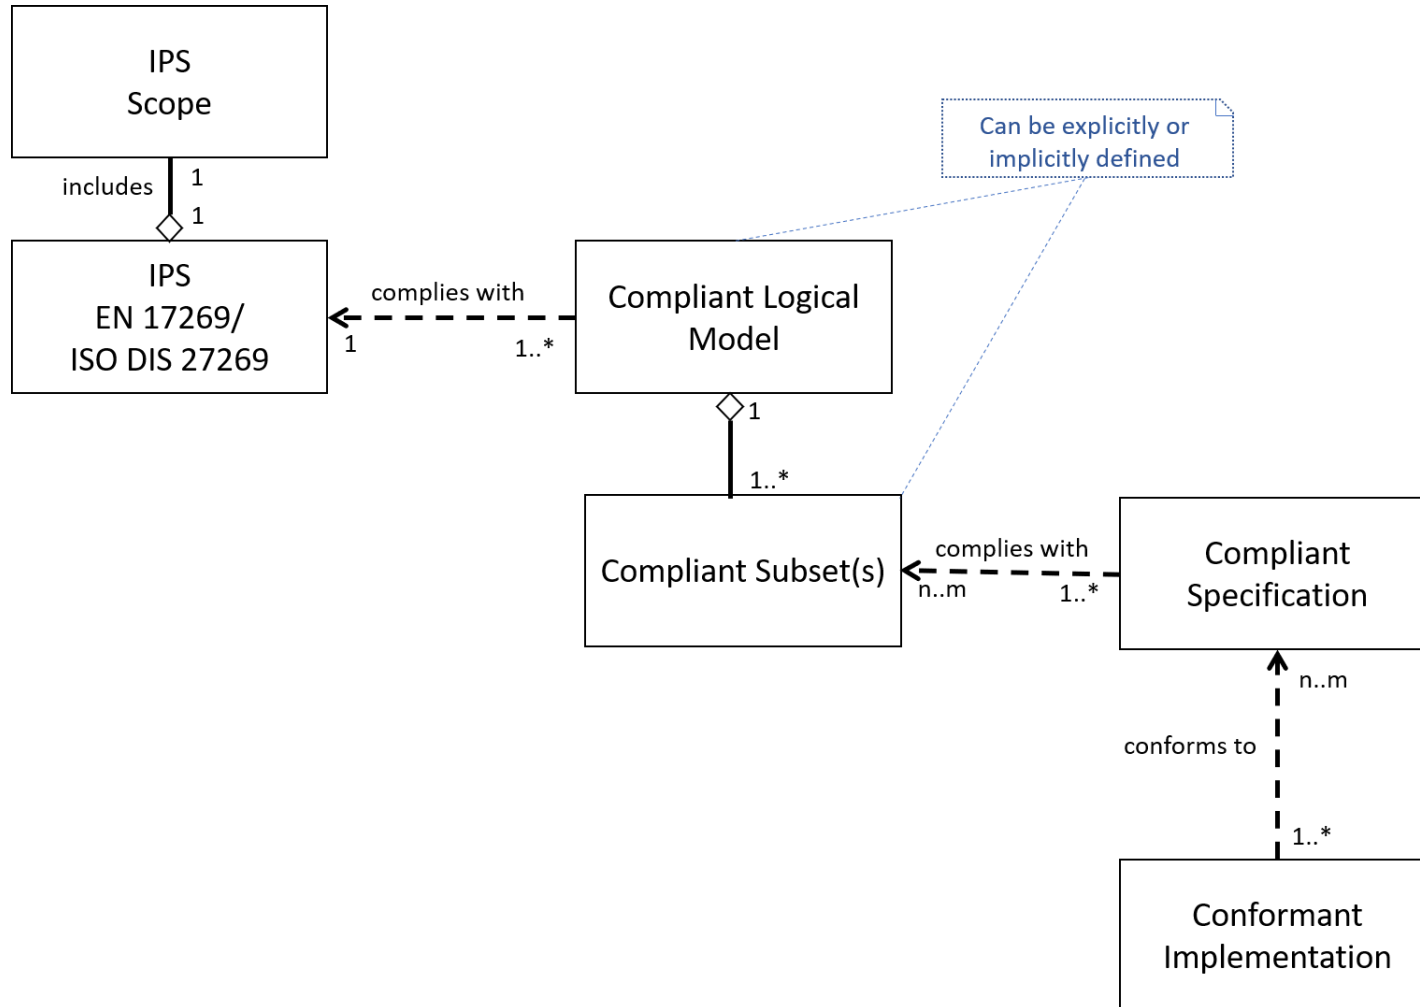 IPS
Scope
includes
1
1
IPS
EN 17269/
ISO DIS 27269
complies with
1
1..*
Compliant Logical
Model
Can be explicitly or
implicitly defined
1
1..*
Compliant Subset(s)
complies with
n..m
1..*
Compliant
Specification
n..m
conforms to
1..*
Conformant
Implementation